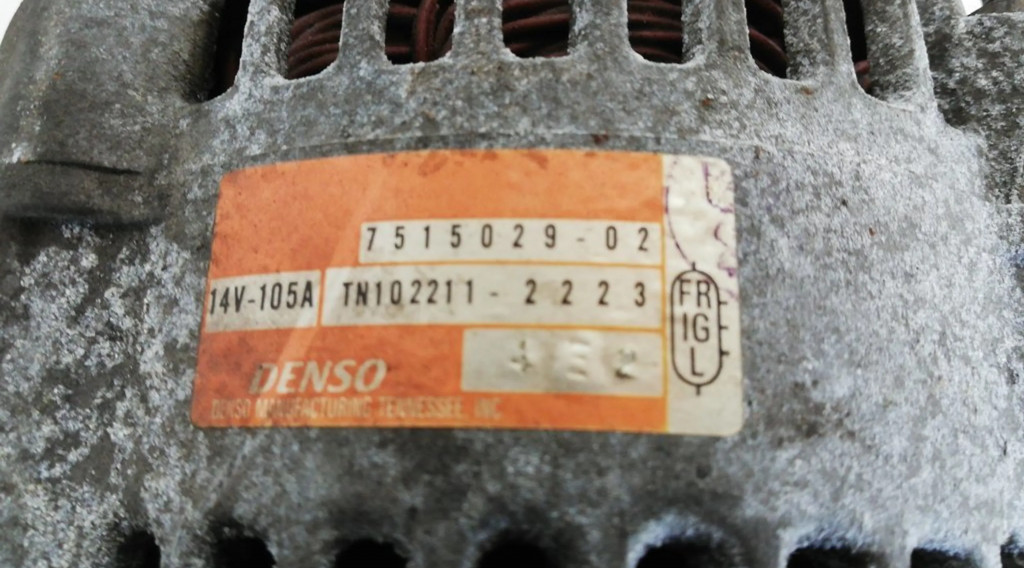 7515029-02
14V-105A TN102211-2223
FR
IG
L
DENSO
DENSO MANUFACTURING TENNESSEE, INC